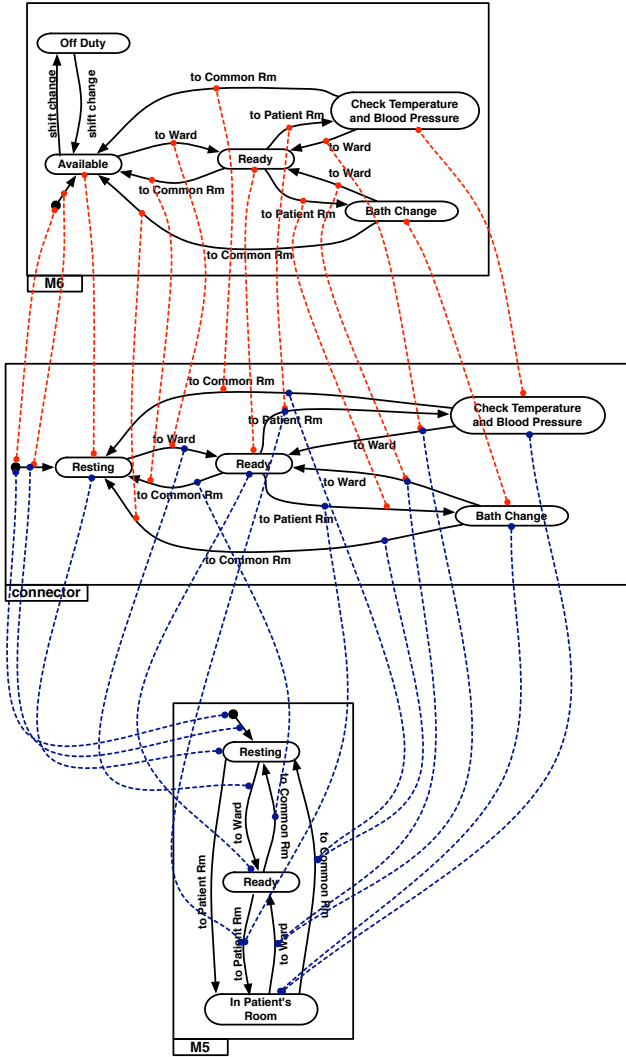 Off Duty
shift change
shift change
to Common Rm
Check Temperature
and Blood Pressure
to Patient Rm
to Ward
to Ward
Available
Ready
to Ward
to Common Rm
to Patient Rm
Bath Change
to Common Rm
M6
to Common Rm
Check Temperature
and Blood Pressure
to Patient Rm
to Ward
to Ward
Resting
Ready
to Ward
to Common Rm
to Patient Rm
Bath Change
to Common Rm
connector
Resting
to Ward
to Common Rm
to Patient Rm
to Common Rm
Ready
to Patient Rm
to Ward
In Patient's
Room
M5